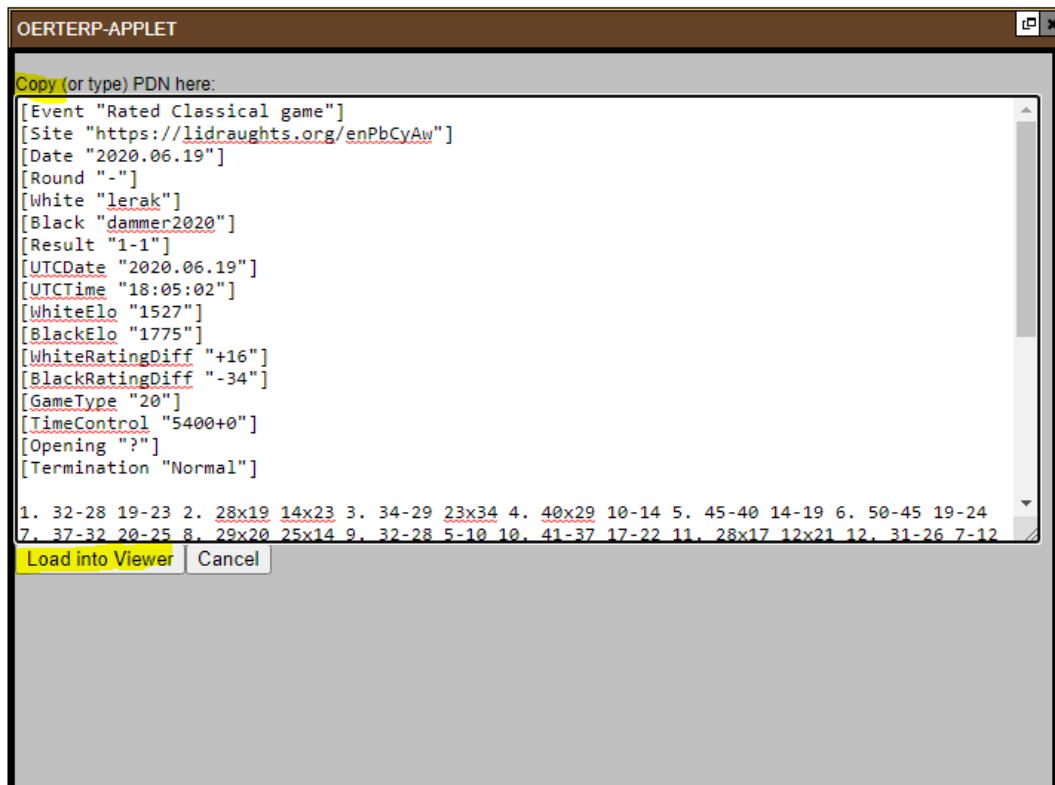 OERTERP-APPLET
Copy (or type) PDN here:
[Event "Rated Classical game"]
[Site "https://lidraughts.org/enPbCyAw"]
[Date "2020.06.19"]
[Round "-"]
[White "lerak"]
[Black "dammer2020"]
[Result "1-1"]
[UTCDate "2020.06.19"]
[UTCTime "18:05:02"]
[WhiteElo "1527"]
[BlackElo "1775"]
[WhiteRatingDiff "+16"]
[BlackRatingDiff "-34"]
[GameType "20"]
[TimeControl "5400+0"]
[Opening "?"]
[Termination "Normal"]
1. 32-28 19-23 2. 28x19 14x23 3. 34-29 23x34 4. 40x29 10-14 5. 45-40 14-19 6. 50-45 19-24
7. 37-32 20-25 8. 29x20 25x14 9. 32-28 5-10 10. 41-37 17-22 11. 28x17 12x21 12. 31-26 7-12
Load into Viewer Cancel